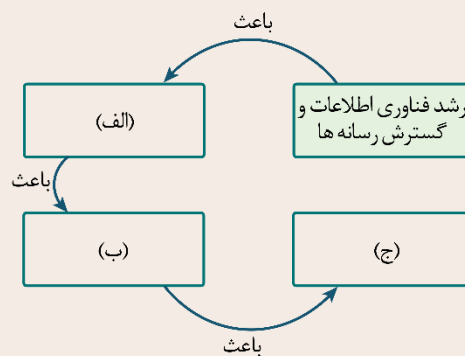 باعث
رشد فناوری اطلاعات و
گسترش رسانه ها
(الف)
باعث
(ب)
(ج)
باعث